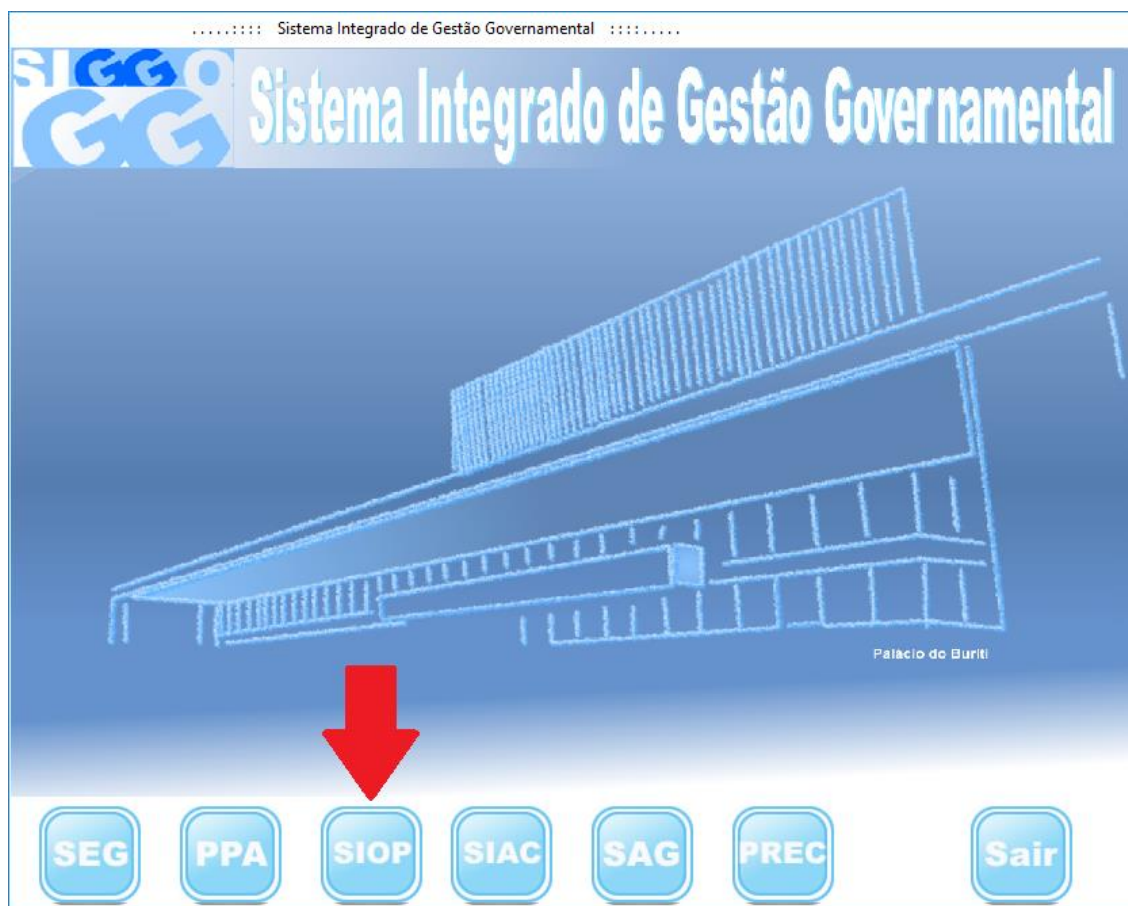 .....:::: Sistema Integrado de Gestão Governamental ::::.....
SIGGO
GG
Sistema Integrado de Gestão Governamental
Palácio do Buriti
SEG PPA SIOP SIAC SAG PREC Sair